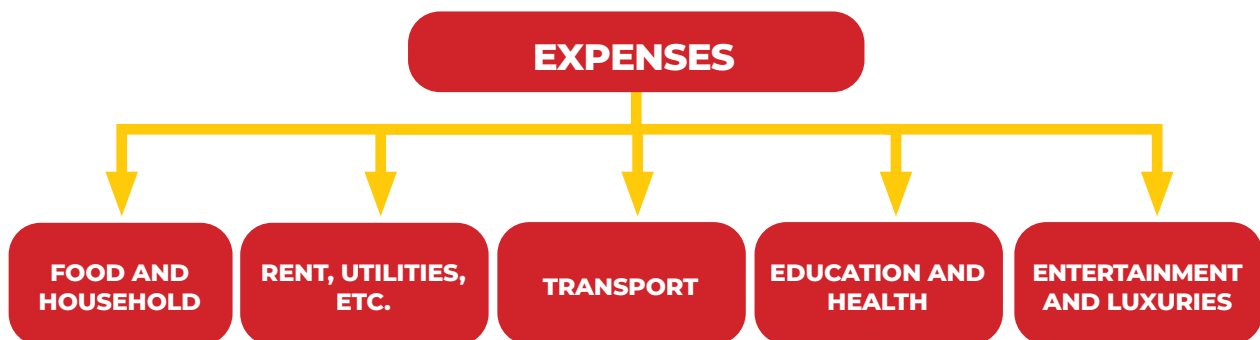 EXPENSES
FOOD AND
HOUSEHOLD
RENT, UTILITIES,
ETC.
TRANSPORT
EDUCATION AND
HEALTH
ENTERTAINMENT
AND LUXURIES